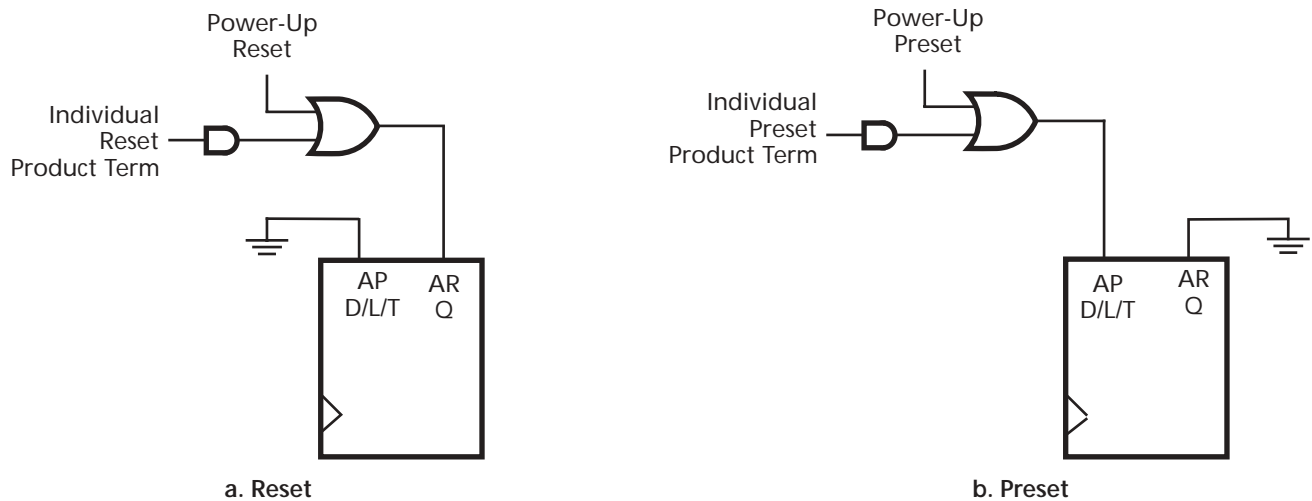 Power-Up
Reset
Individual
Reset
Product Term
AP
AR
D/L/T
Q
a. Reset
Power-Up
Preset
Individual
Preset
Product Term
AP
AR
D/L/T
Q
b. Preset